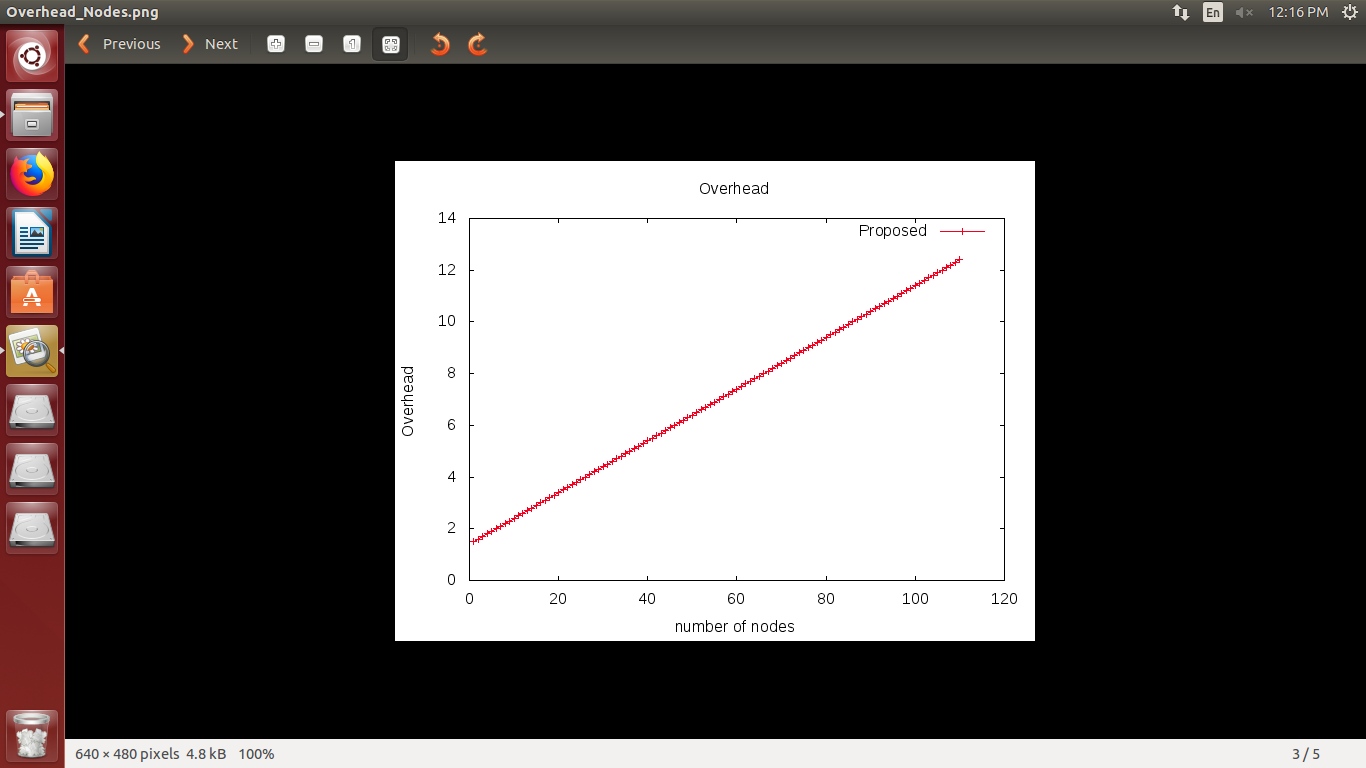 Overhead_Nodes.png
En
12:16 PM
Previous
Next
1
Overhead
Proposed
14
12
10
8
6
4
2
0
Overhead
0 20 40 60 80 100 120
number of nodes
640 × 480 pixels 4.8 kB 100%
3 / 5